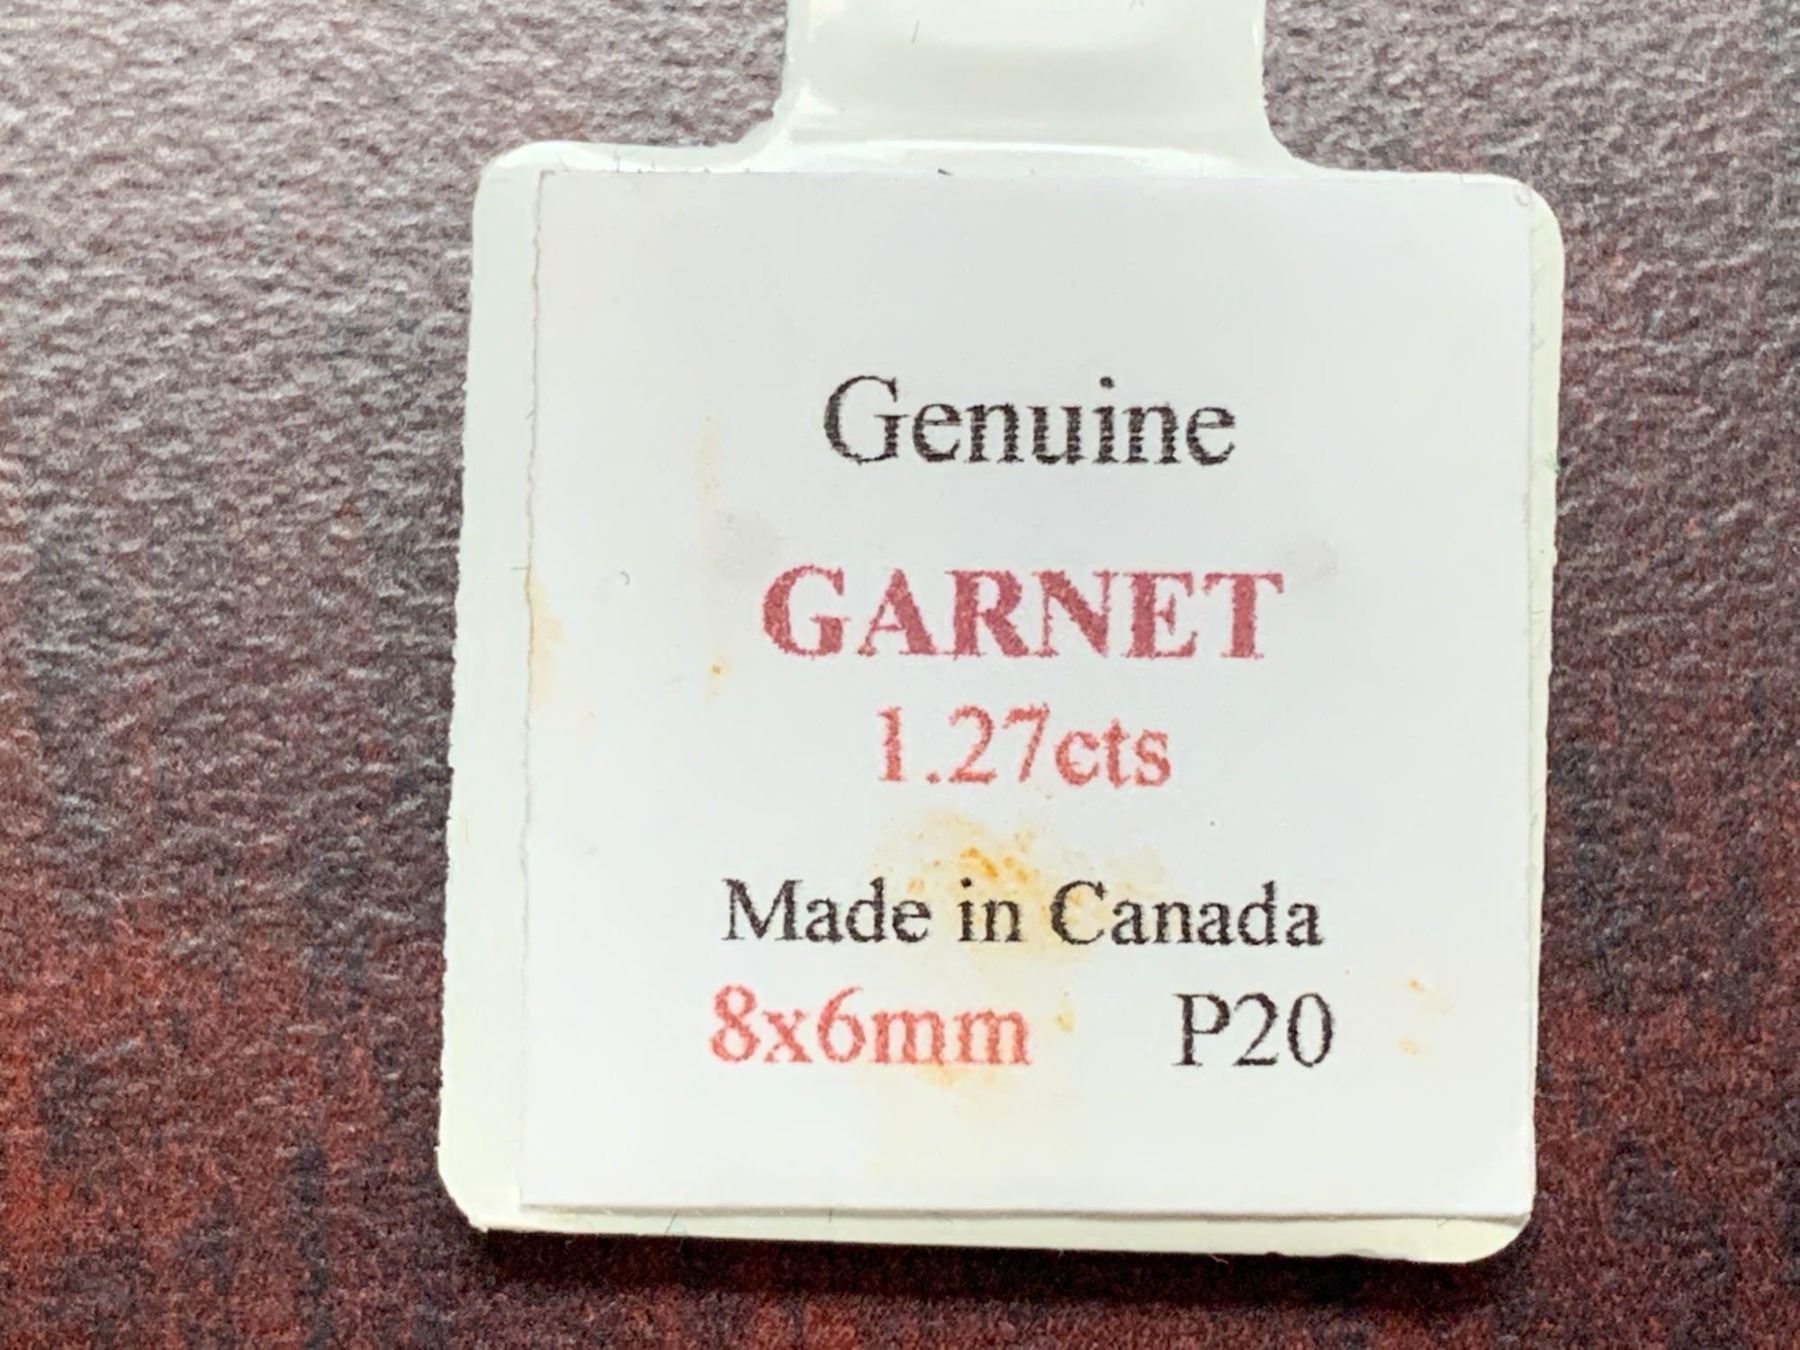 Genuine
GARNET
1.27cts
Made in Canada
8x6mm P20